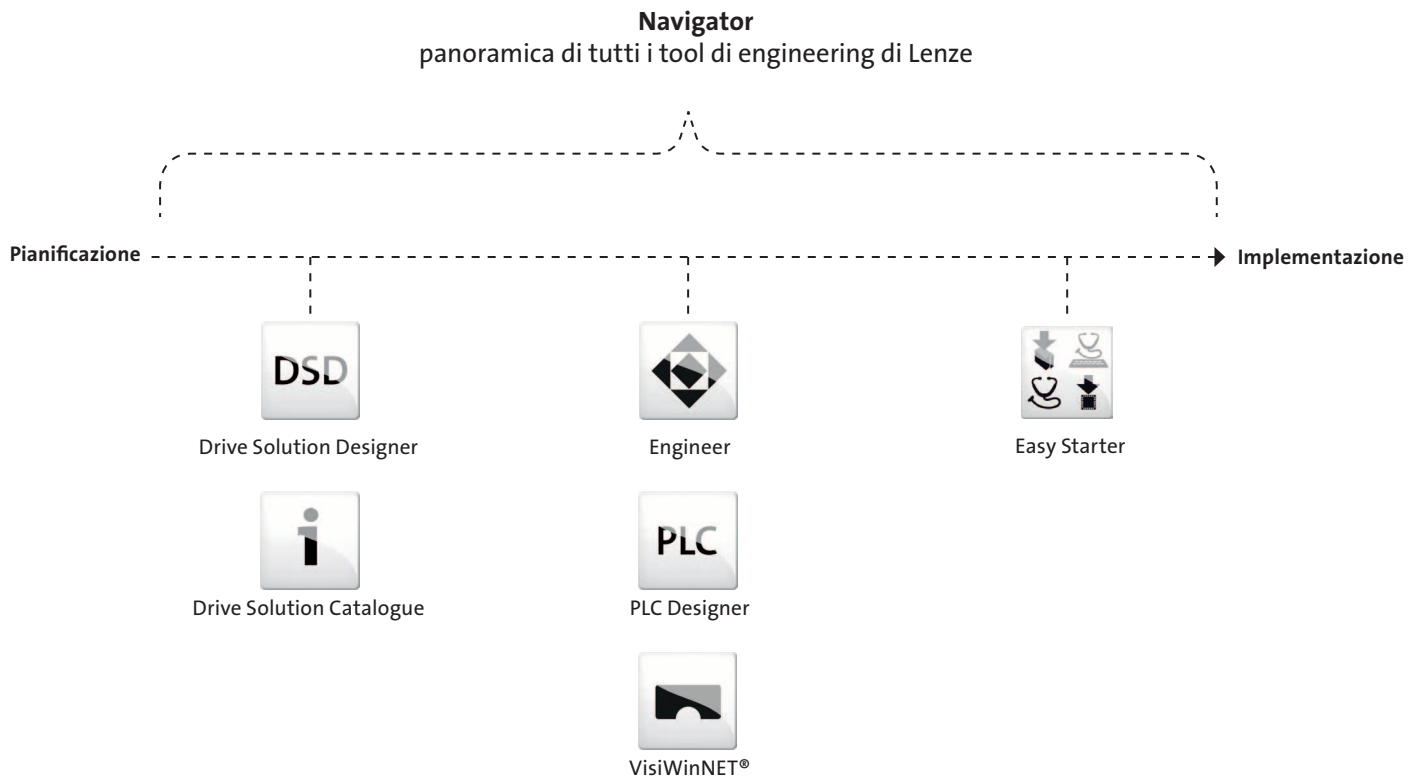 Navigator
panoramica di tutti i tool di engineering di Lenze
Pianificazione
Implementazione
DSD
Drive Solution Designer
Engineer
Easy Starter
i
Drive Solution Catalogue
PLC
PLC Designer
VisiWinNET®